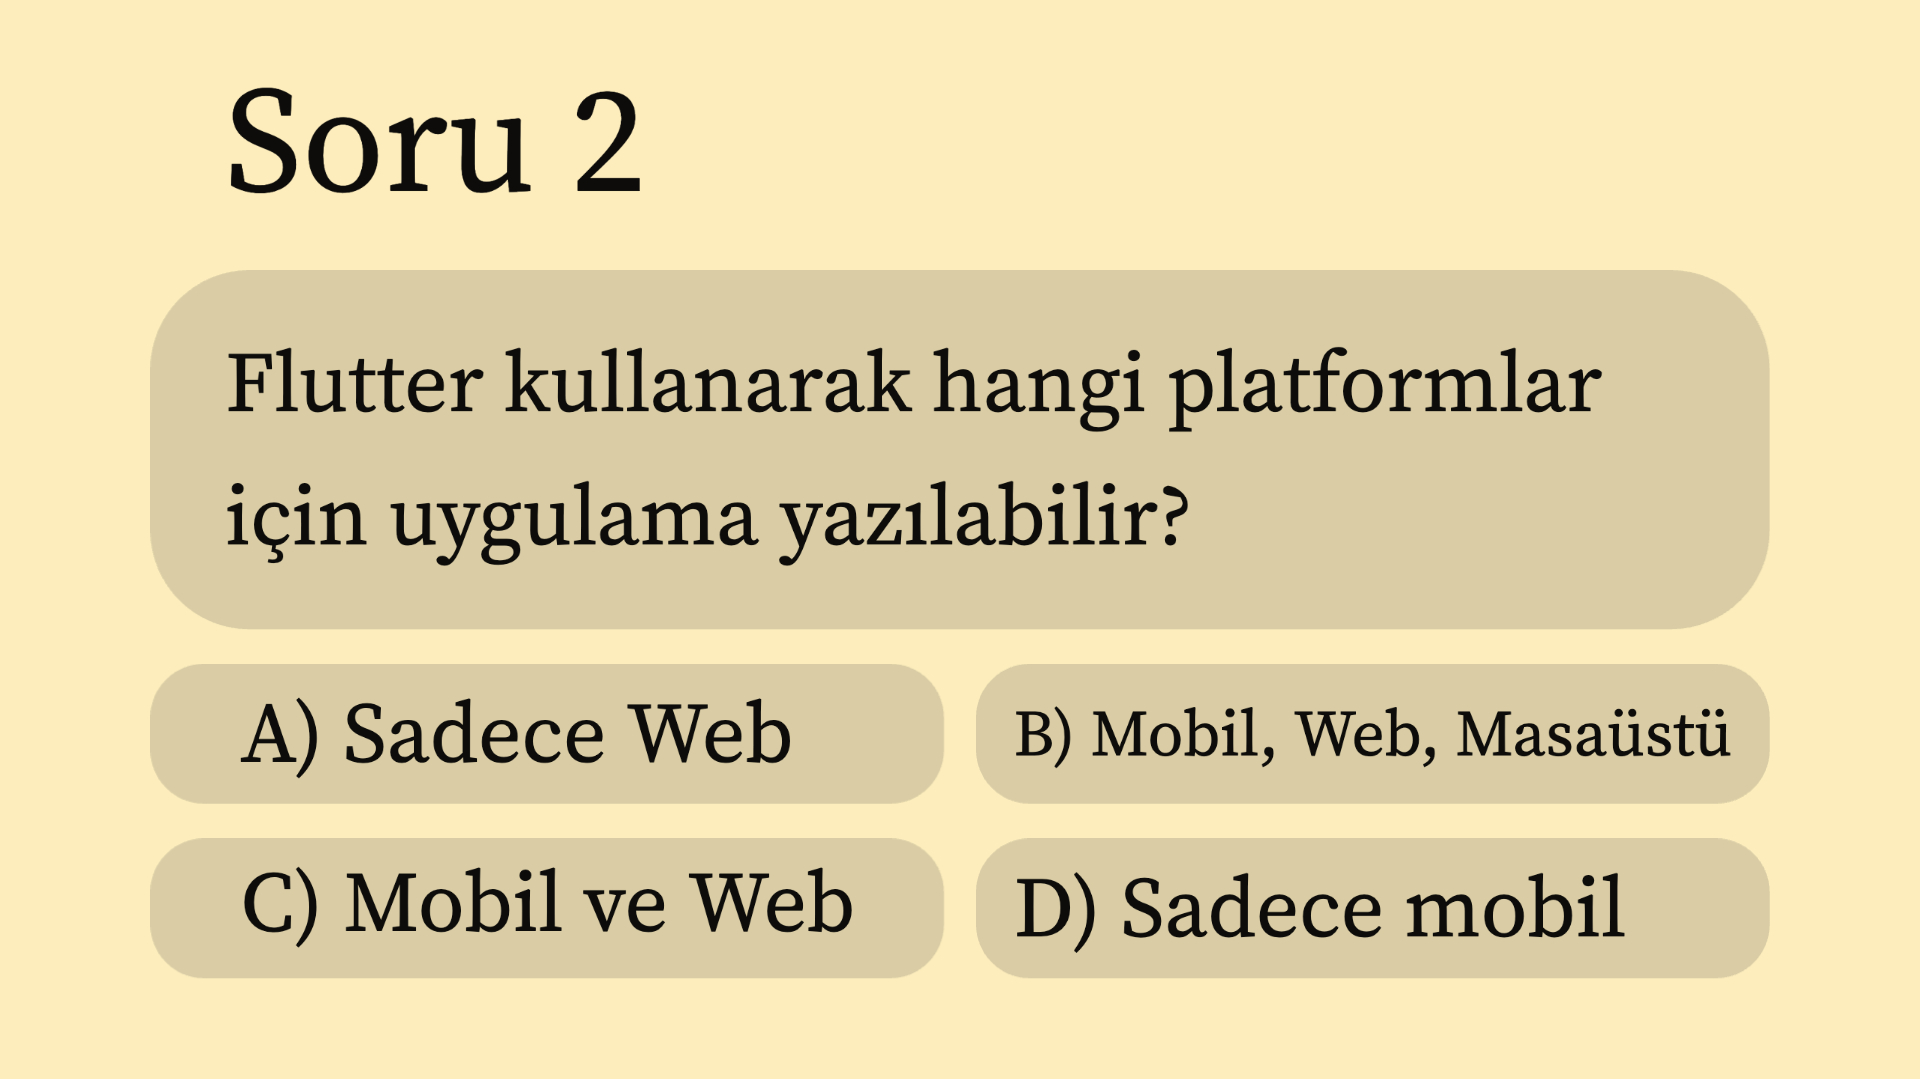 Soru 2
Flutter kullanarak hangi platformlar
için uygulama yazılabilir?
A) Sadece Web
B) Mobil, Web, Masaüstü
C) Mobil ve Web
D) Sadece mobil